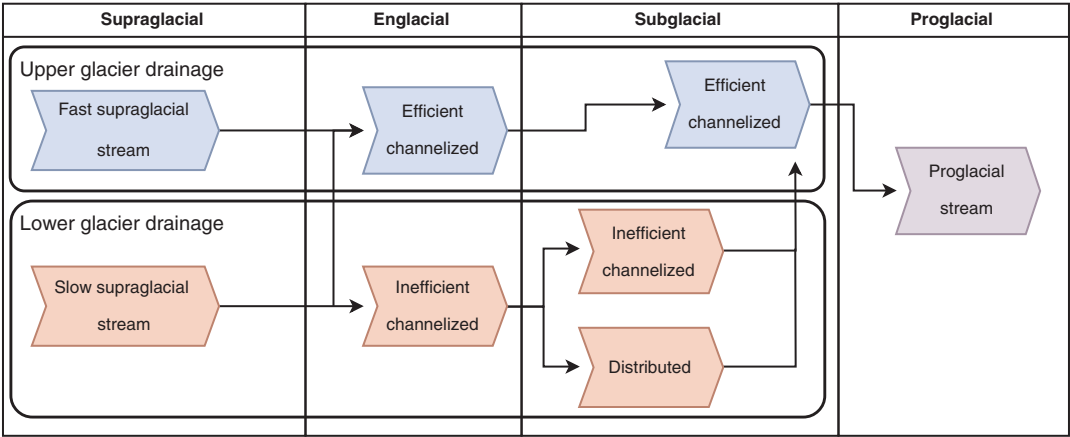 Supraglacial
Englacial
Subglacial
Proglacial
Upper glacier drainage
Fast supraglacial
stream
Efficient
channelized
Efficient
channelized
Proglacial
stream
Lower glacier drainage
Slow supraglacial
stream
Inefficient
channelized
Inefficient
channelized
Distributed